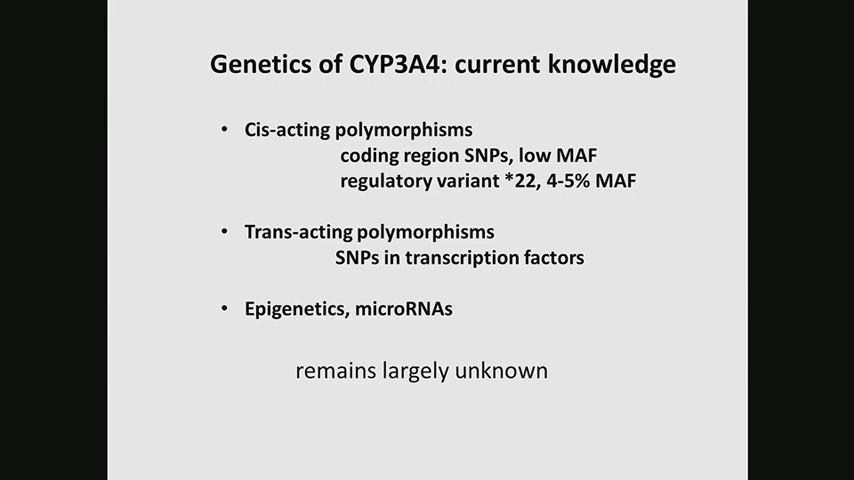 Genetics of CYP3A4: current knowledge
• Cis-acting polymorphisms
coding region SNPs, low MAF
regulatory variant *22, 4-5% MAF
• Trans-acting polymorphisms
SNPs in transcription factors
• Epigenetics, microRNAs
remains largely unknown